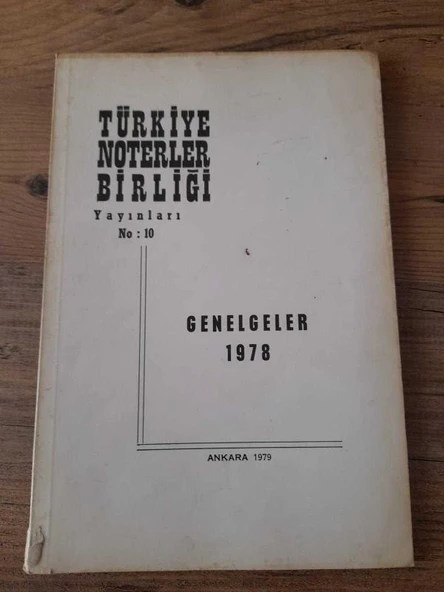 TÜRKİYE
NOTERLER
BİRLİĞİ
Yayınları
No : 10
GENELGELER
1978
ANKARA 1979